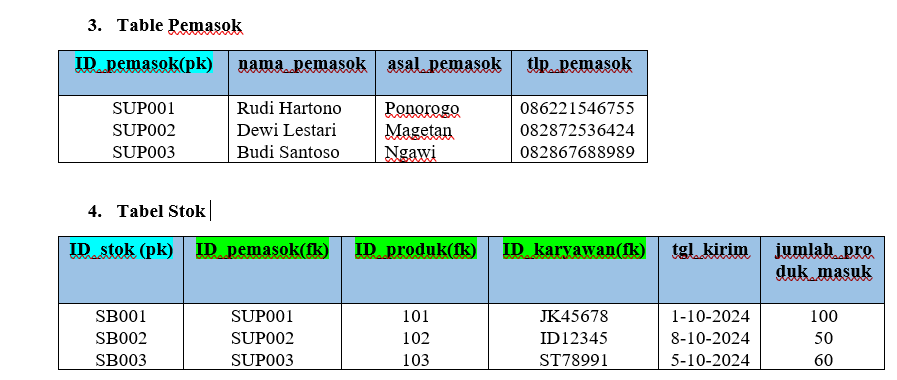 3. Table Pemasok
ID_pemasok(pk) nama_pemasok asal_pemasok tlp_pemasok
SUP001 Rudi Hartono Ponorogo 086221546755
SUP002 Dewi Lestari Magetan 082872536424
SUP003 Budi Santoso Ngawi 082867688989
4. Tabel Stok
ID_stok (pk) ID_pemasok(fk) ID_produk(fk) ID_karyawan(fk) tgl_kirim jumlah_pro
duk_masuk
SB001 SUP001 101 JK45678 1-10-2024 100
SB002 SUP002 102 ID12345 8-10-2024 50
SB003 SUP003 103 ST78991 5-10-2024 60